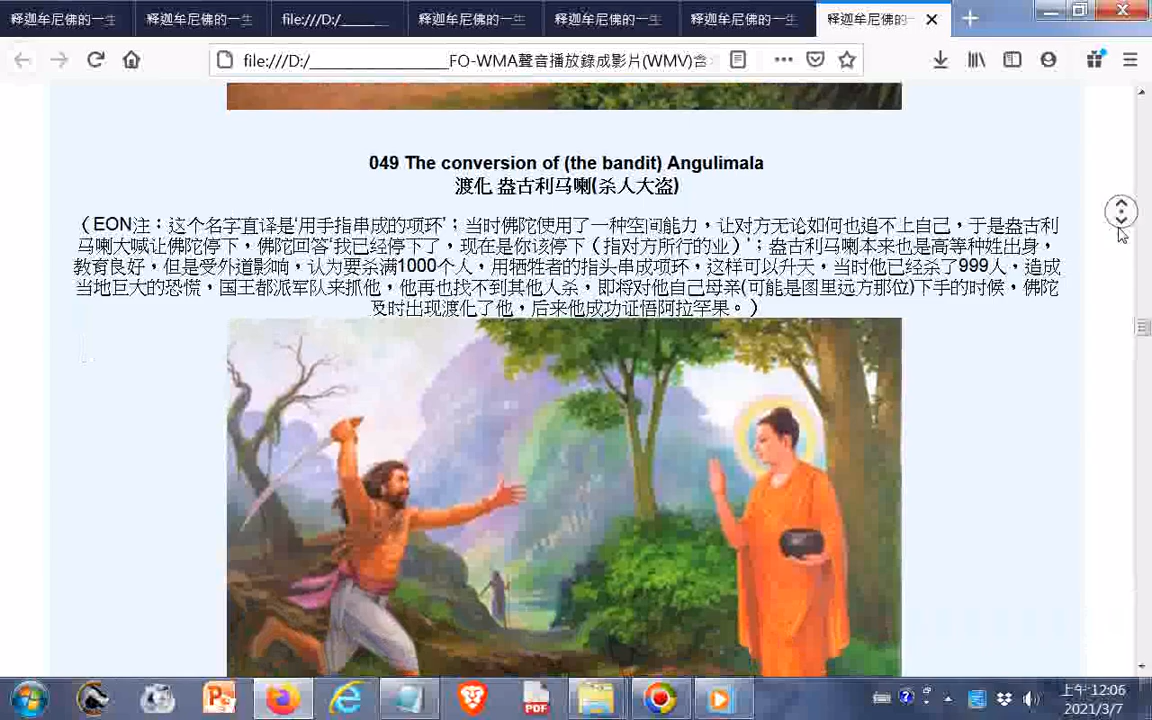 释迦牟尼佛的一生
释迦牟尼佛的一生
file:///D:/_____
释迦牟尼佛的一生
释迦牟尼佛的一生
释迦牟尼佛的一生
释迦牟尼佛的一
file:///D:/__________________FO-WMA聲音播放錄成影片(WMV)含
049 The conversion of (the bandit) Angulimala
渡化 盎古利马喇(杀人大盗)
（EON注：这个名字直译是‘用手指串成的项环’；当时佛陀使用了一种空间能力，让对方无论如何也追不上自己，于是盎古利
马喇大喊让佛陀停下，佛陀回答‘我已经停下了，现在是你该停下（指对方所行的业）’；盎古利马喇本来也是高等种姓出身，
教育良好，但是受外道影响，认为要杀满1000个人，用牺牲者的指头串成项环，这样可以升天，当时他已经杀了999人，造成
当地巨大的恐慌，国王都派军队来抓他，他再也找不到其他人杀，即将对他自己母亲(可能是图里远方那位)下手的时候，佛陀
及时出现渡化了他，后来他成功证悟阿拉罕果。）
PDF
上午 12:06
2021/3/7